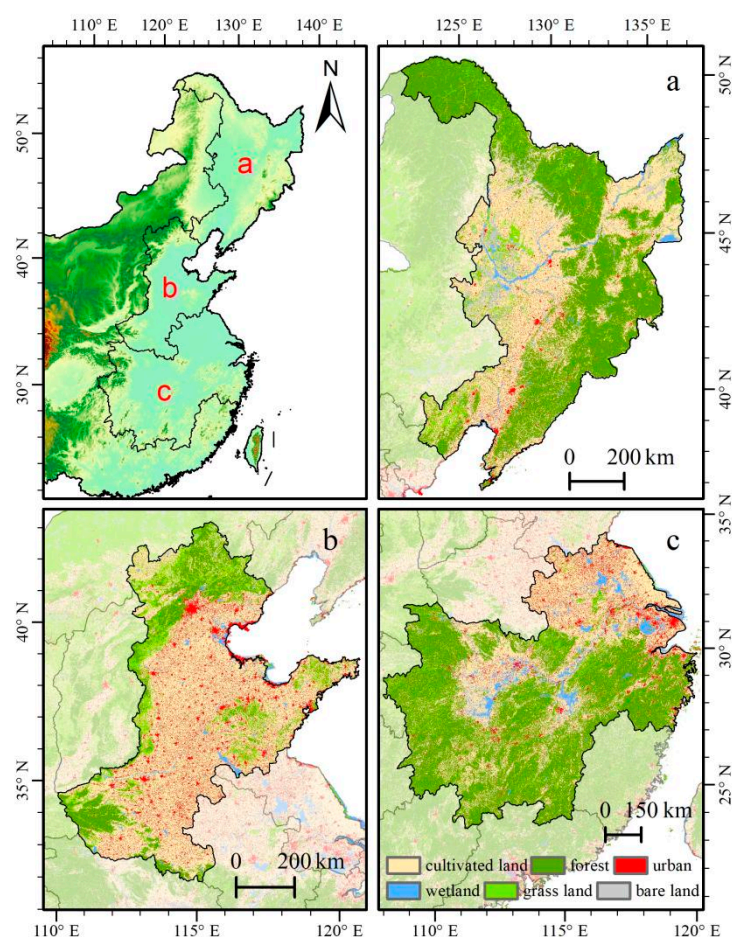 110° E 120° E 130° E 140° E
125° E 130° E 135° E
N
50° N
40° N
30° N
a
b
c
a
50° N
45° N
40° N
0 200 km
b
40° N
35° N
0 200 km
110° E 115° E 120° E
c
35° N
30° N
25° N
0 150 km
cultivated land forest urban
wetland grass land bare land
110° E 115° E 120° E